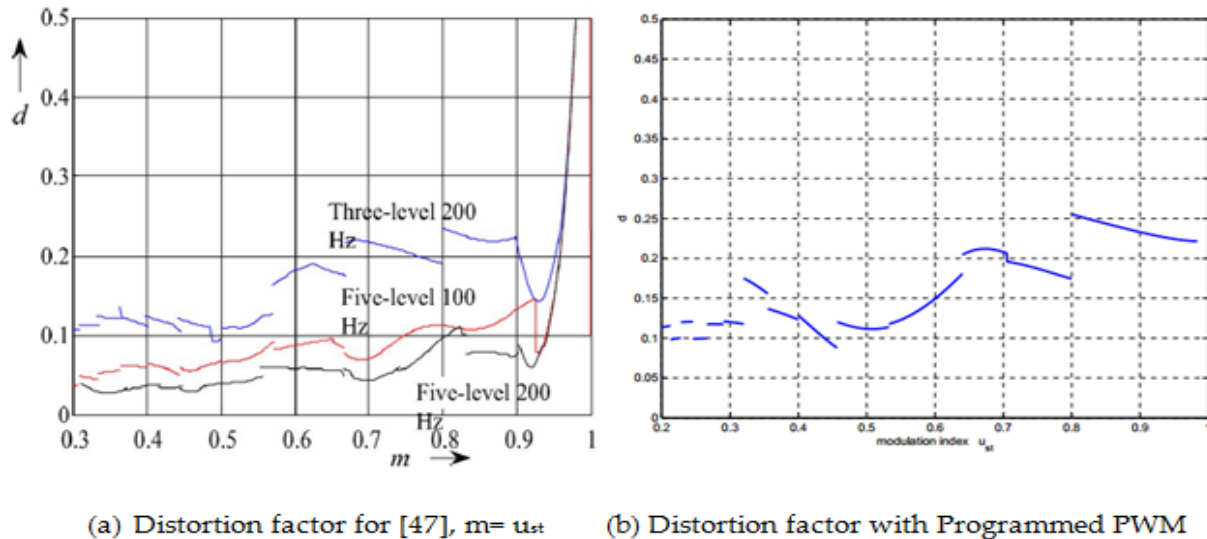 0.5
0.4
d
0.3
0.2
0.1
0
Three-level 200
Hz
Five-level 100
Hz
Five-level 200
Hz
0.3 0.4 0.5 0.6 0.7 0.8 0.9 1
m
0.5
0.45
0.4
0.35
0.3
0.25
d
0.2
0.15
0.1
0.05
0
0.2 0.3 0.4 0.5 0.6 0.7 0.8 0.9 1
modulation index u_st
(a) Distortion factor for [47], m= u_st
(b) Distortion factor with Programmed PWM